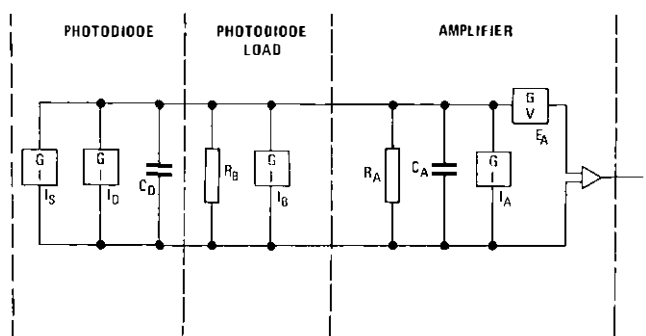 PHOTODIODE
PHOTODIODE
LOAD
AMPLIFIER
G
I
I_S
G
I
I_D
C_D
R_B
G
I
I_B
R_A
C_A
G
I
I_A
G
V
E_A